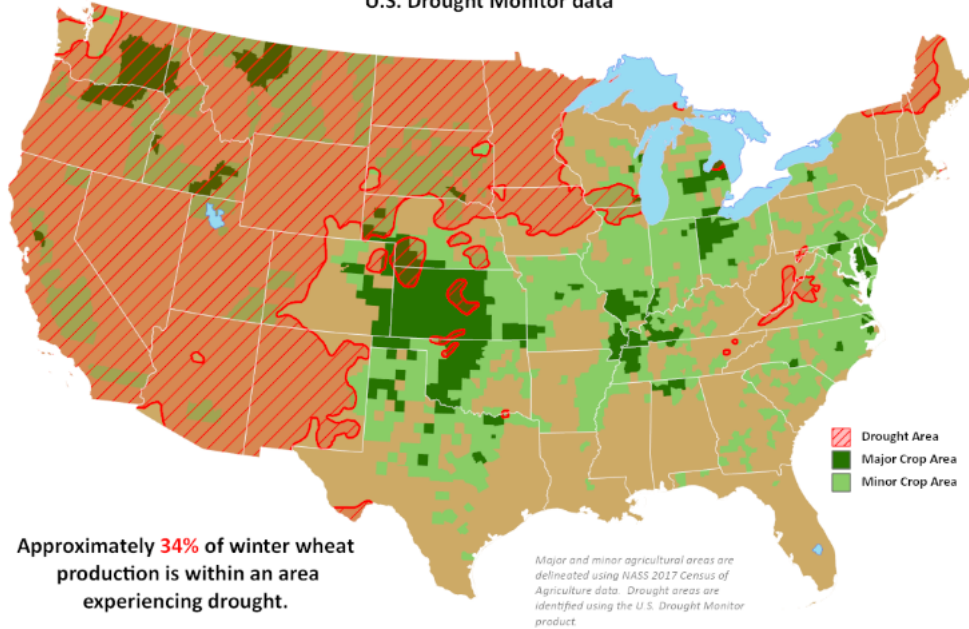 U.S. Drought Monitor data
Drought Area
Major Crop Area
Minor Crop Area
Approximately 34% of winter wheat
production is within an area
experiencing drought.
Major and minor agricultural areas are
delineated using NASS 2017 Census of
Agriculture data.  Drought areas are
identified using the U.S. Drought Monitor
product.